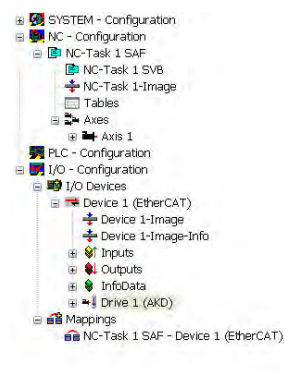 SYSTEM - Configuration
NC - Configuration
NC-Task 1 SAF
NC-Task 1 SVB
NC-Task 1-Image
Tables
Axes
Axis 1
PLC - Configuration
I/O - Configuration
I/O Devices
Device 1 (EtherCAT)
Device 1-Image
Device 1-Image-Info
Inputs
Outputs
InfoData
Drive 1 (AKD)
Mappings
NC-Task 1 SAF - Device 1 (EtherCAT)